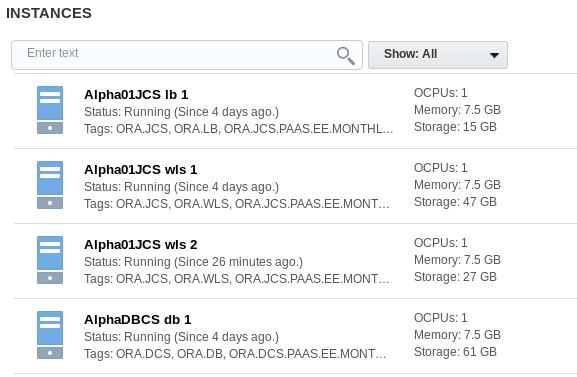 INSTANCES
Enter text
Show: All
Alpha01JCS lb 1
OCPUs: 1
Status: Running (Since 4 days ago.)
Memory: 7.5 GB
Tags: ORA.JCS, ORA.LB, ORA.JCS.PAAS.EE.MONTHL...
Storage: 15 GB
Alpha01JCS wls 1
OCPUs: 1
Status: Running (Since 4 days ago.)
Memory: 7.5 GB
Tags: ORA.JCS, ORA.WLS, ORA.JCS.PAAS.EE.MONT...
Storage: 47 GB
Alpha01JCS wls 2
OCPUs: 1
Status: Running (Since 26 minutes ago.)
Memory: 7.5 GB
Tags: ORA.JCS, ORA.WLS, ORA.JCS.PAAS.EE.MONT...
Storage: 27 GB
AlphaDBCS db 1
OCPUs: 1
Status: Running (Since 4 days ago.)
Memory: 7.5 GB
Tags: ORA.DCS, ORA.DB, ORA.DCS.PAAS.EE.MONT...
Storage: 61 GB